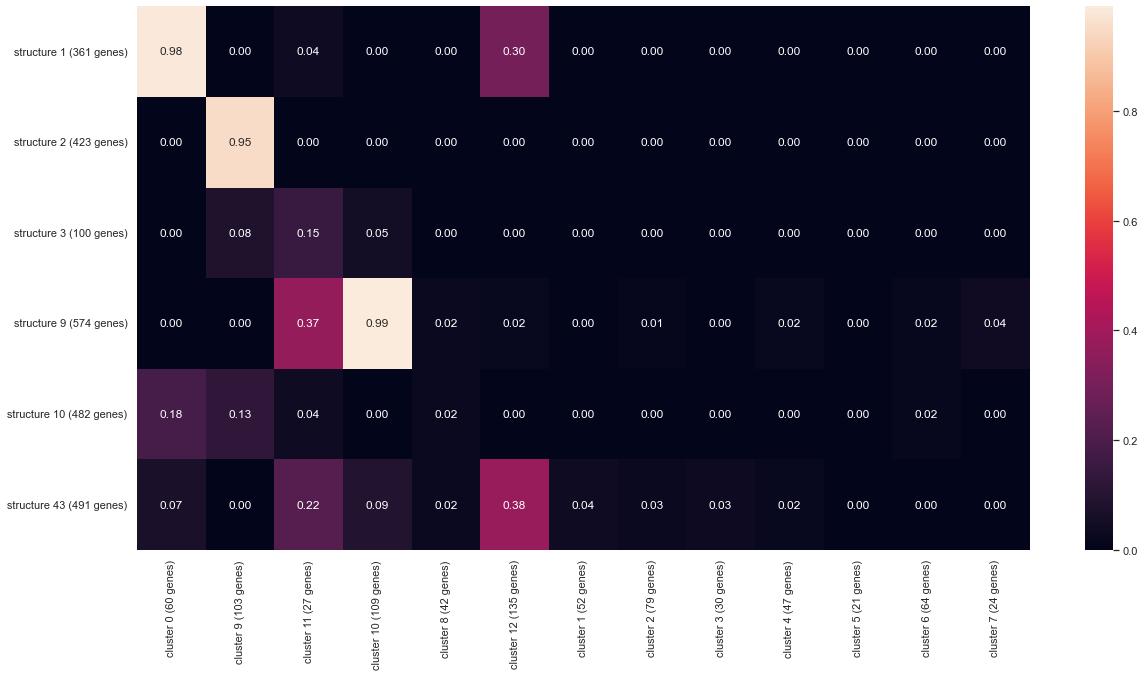 structure 1 (361 genes) 0.98 0.00 0.04 0.00 0.00 0.30 0.00 0.00 0.00 0.00 0.00 0.00 0.00
structure 2 (423 genes) 0.00 0.95 0.00 0.00 0.00 0.00 0.00 0.00 0.00 0.00 0.00 0.00 0.00
structure 3 (100 genes) 0.00 0.08 0.15 0.05 0.00 0.00 0.00 0.00 0.00 0.00 0.00 0.00 0.00
structure 9 (574 genes) 0.00 0.00 0.37 0.99 0.02 0.02 0.00 0.01 0.00 0.02 0.00 0.02 0.04
structure 10 (482 genes) 0.18 0.13 0.04 0.00 0.02 0.00 0.00 0.00 0.00 0.00 0.00 0.02 0.00
structure 43 (491 genes) 0.07 0.00 0.22 0.09 0.02 0.38 0.04 0.03 0.03 0.02 0.00 0.00 0.00
cluster 0 (60 genes)
cluster 9 (103 genes)
cluster 11 (27 genes)
cluster 10 (109 genes)
cluster 8 (42 genes)
cluster 12 (135 genes)
cluster 1 (52 genes)
cluster 2 (79 genes)
cluster 3 (30 genes)
cluster 4 (47 genes)
cluster 5 (21 genes)
cluster 6 (64 genes)
cluster 7 (24 genes)
0.8
0.6
0.4
0.2
0.0